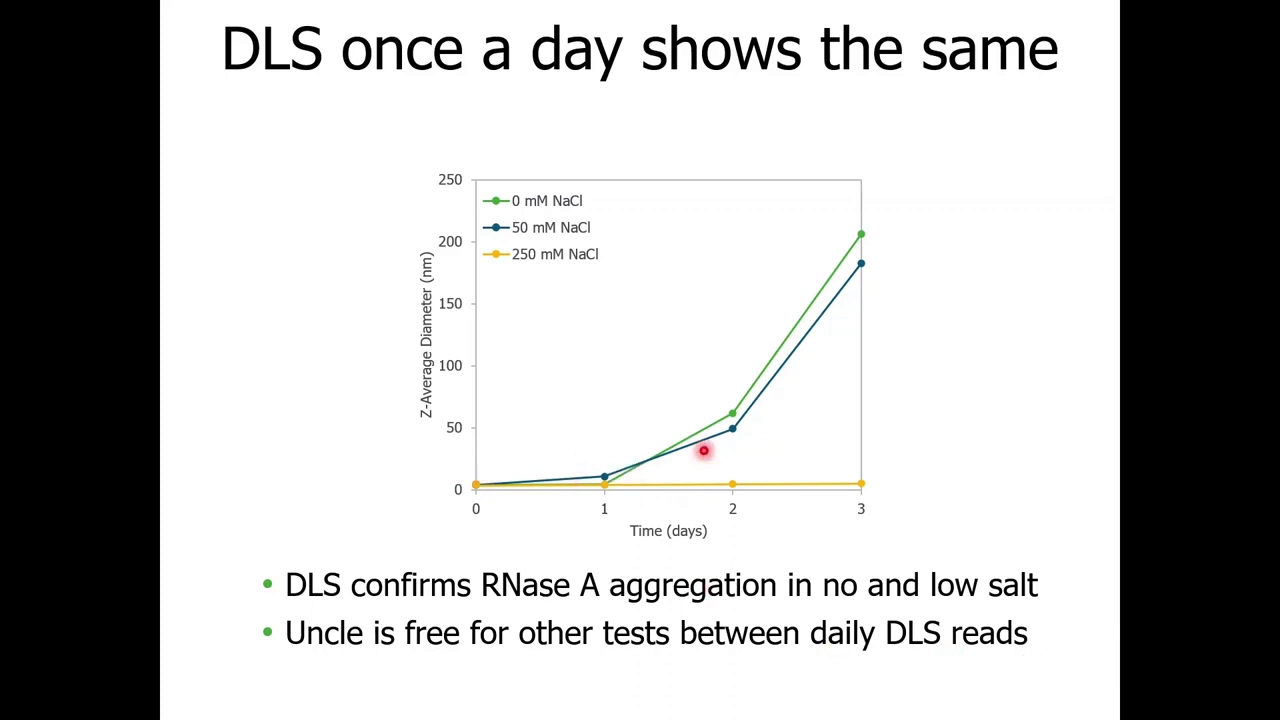 DLS once a day shows the same
250
200
150
100
50
0
Z-Average Diameter (nm)
0 mM NaCl
50 mM NaCl
250 mM NaCl
0 1 2 3
Time (days)
• DLS confirms RNase A aggregation in no and low salt
• Uncle is free for other tests between daily DLS reads